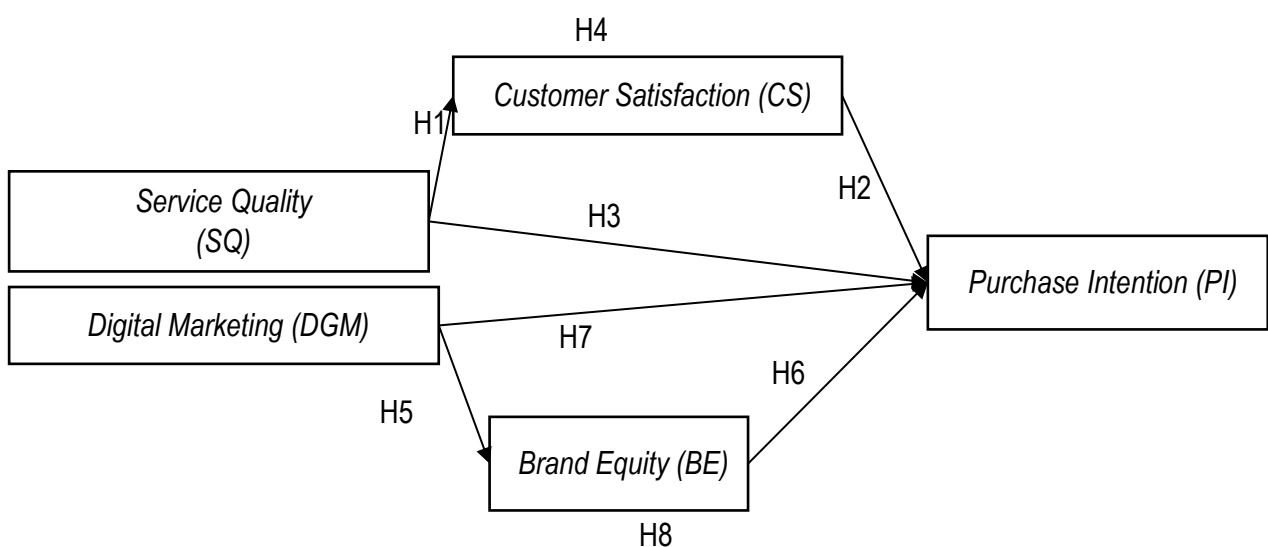 H4
Customer Satisfaction (CS)
H1
H2
Service Quality
(SQ)
H3
Purchase Intention (PI)
Digital Marketing (DGM)
H7
H6
H5
Brand Equity (BE)
H8